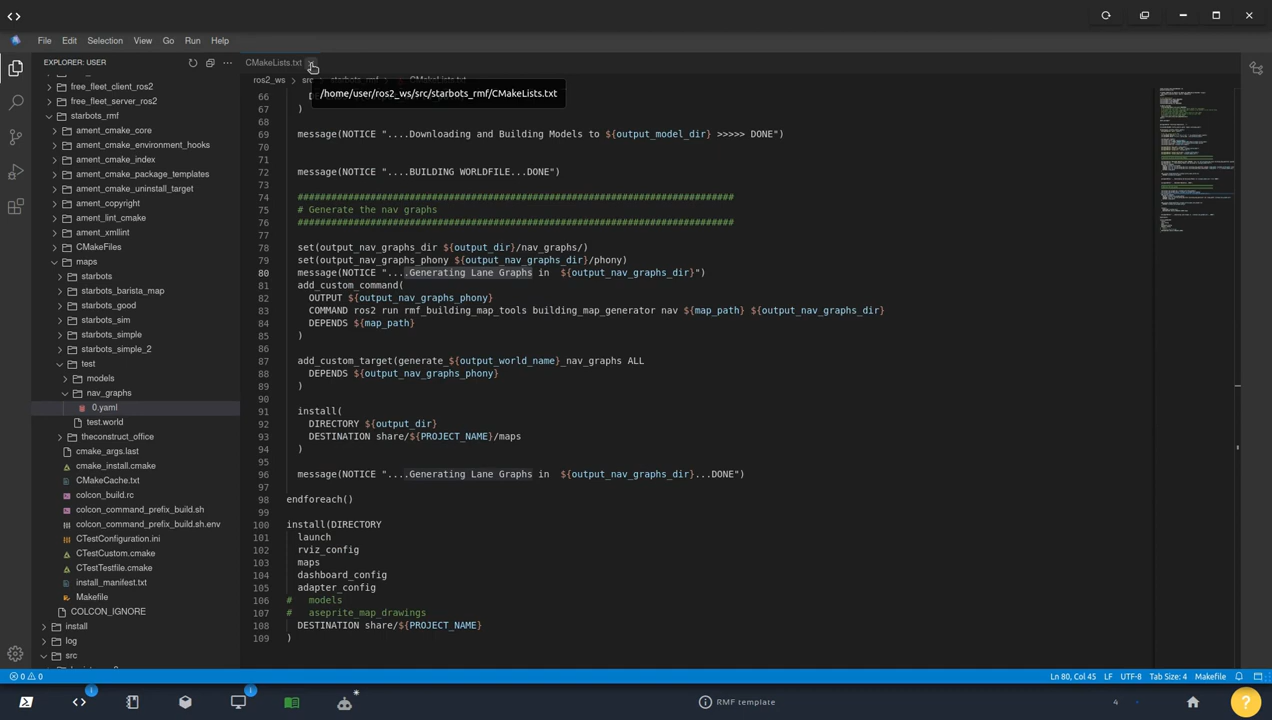 File Edit Selection View Go Run Help
EXPLORER: USER
free_fleet_client_ros2
free_fleet_server_ros2
starbots_rmf
ament_cmake_core
ament_cmake_environment_hooks
ament_cmake_index
ament_cmake_package_templates
ament_cmake_uninstall_target
ament_copyright
ament_lint_cmake
ament_xmllint
CMakeFiles
maps
starbots
starbots_barista_map
starbots_good
starbots_sim
starbots_simple
starbots_simple_2
test
models
nav_graphs
0.yaml
test.world
theconstruct_office
cmake_args.last
cmake_install.cmake
CMakeCache.txt
colcon_build.rc
colcon_command_prefix_build.sh
colcon_command_prefix_build.sh.env
CTestConfiguration.ini
CTestCustom.cmake
CTestTestfile.cmake
install_manifest.txt
Makefile
COLCON_IGNORE
install
log
src
CMakeLists.txt
ros2_ws > src > starbots_rmf > CMakeLists.txt
/home/user/ros2_ws/src/starbots_rmf/CMakeLists.txt
66
67 )
68
69 message(NOTICE "....Downloading and Building Models to ${output_model_dir} >>>>> DONE")
70
71
72 message(NOTICE "....BUILDING WORLDFILE...DONE")
73
74 ##############################################################################
75 # Generate the nav graphs
76 ##############################################################################
77
78 set(output_nav_graphs_dir ${output_dir}/nav_graphs/)
79 set(output_nav_graphs_phony ${output_nav_graphs_dir}/phony)
80 message(NOTICE "....Generating Lane Graphs in  ${output_nav_graphs_dir}")
81 add_custom_command(
82 OUTPUT ${output_nav_graphs_phony}
83 COMMAND ros2 run rmf_building_map_tools building_map_generator nav ${map_path} ${output_nav_graphs_dir}
84 DEPENDS ${map_path}
85 )
86
87 add_custom_target(generate_${output_world_name}_nav_graphs ALL
88 DEPENDS ${output_nav_graphs_phony}
89 )
90
91 install(
92 DIRECTORY ${output_dir}
93 DESTINATION share/${PROJECT_NAME}/maps
94 )
95
96 message(NOTICE "....Generating Lane Graphs in  ${output_nav_graphs_dir}...DONE")
97
98 endforeach()
99
100 install(DIRECTORY
101 launch
102 rviz_config
103 maps
104 dashboard_config
105 adapter_config
106 #   models
107 #   aseprite_map_drawings
108 DESTINATION share/${PROJECT_NAME}
109 )
0 0 Ln 80, Col 45 LF UTF-8 Tab Size: 4 Makefile
RMF template
4
?